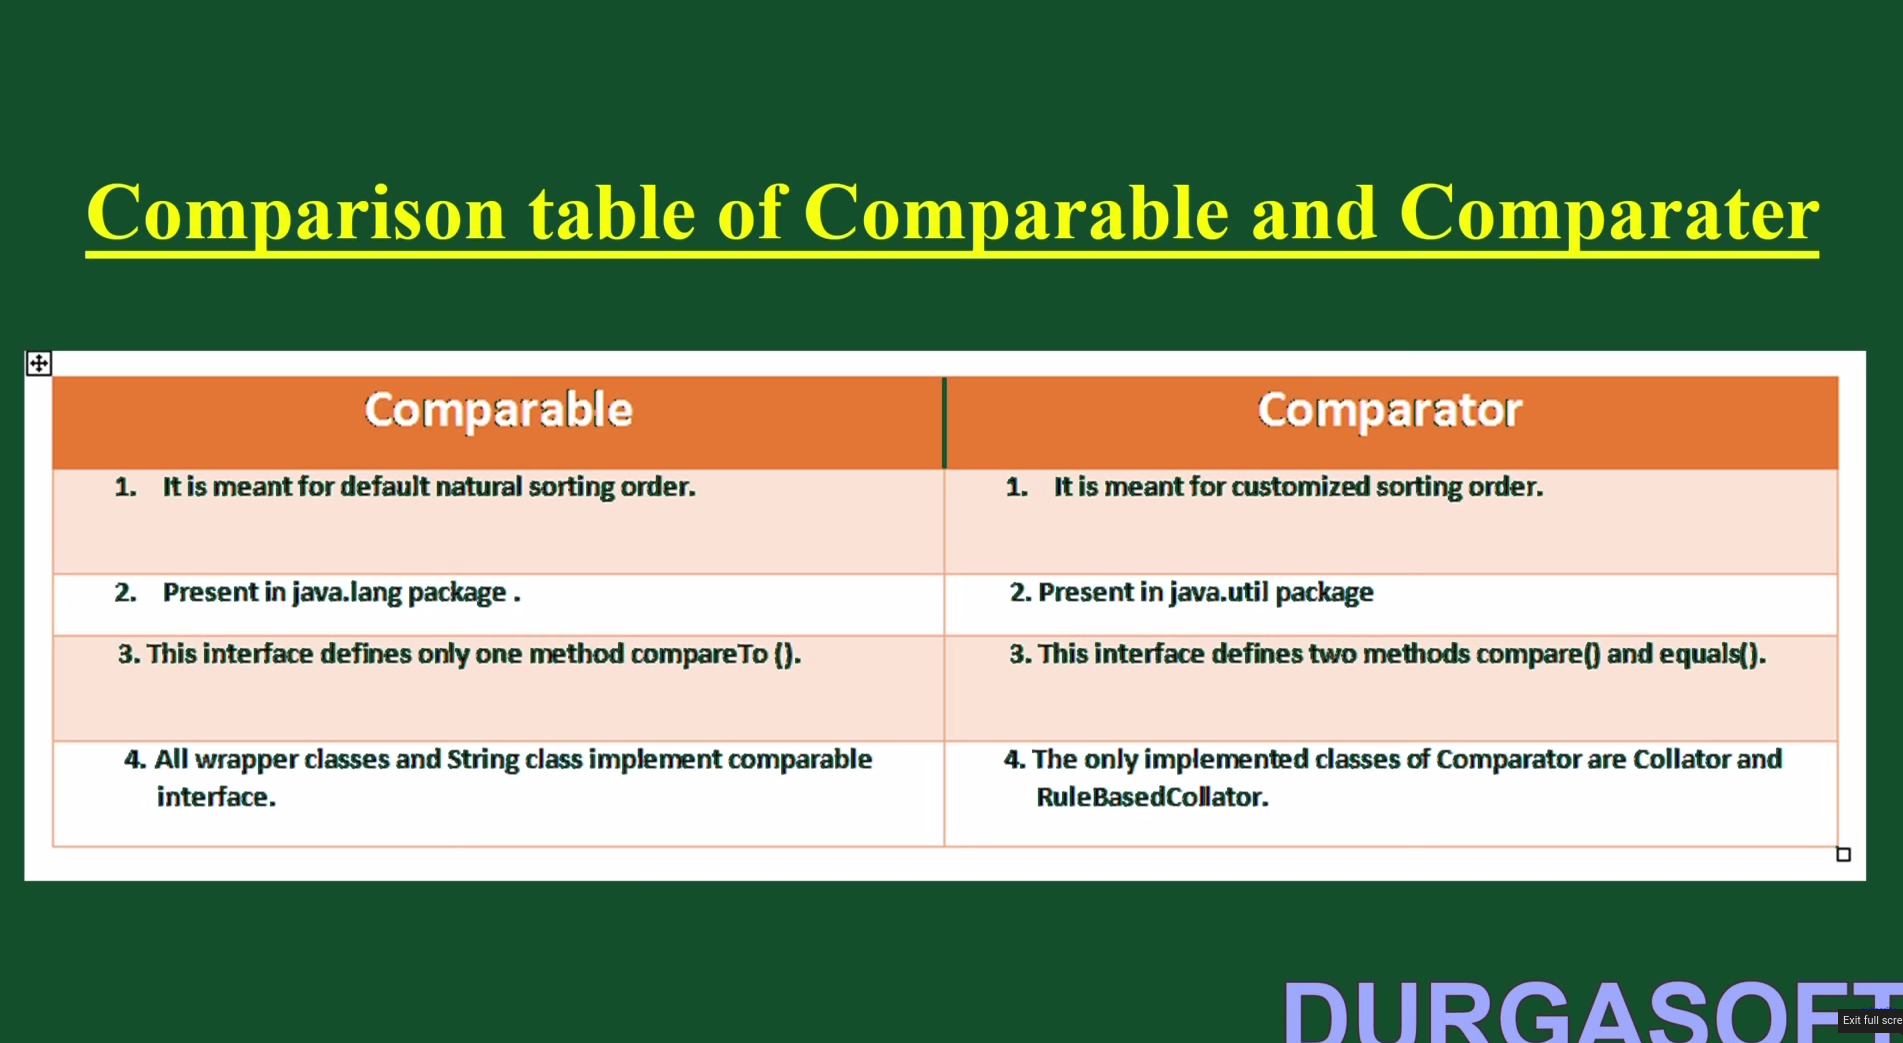 Comparison table of Comparable and Comparater
Comparable
Comparator
1. It is meant for default natural sorting order.
1. It is meant for customized sorting order.
2. Present in java.lang package .
2. Present in java.util package
3. This interface defines only one method compareTo ().
3. This interface defines two methods compare() and equals().
4. All wrapper classes and String class implement comparable
interface.
4. The only implemented classes of Comparator are Collator and
RuleBasedCollator.
DURGASOFT
Exit full scre